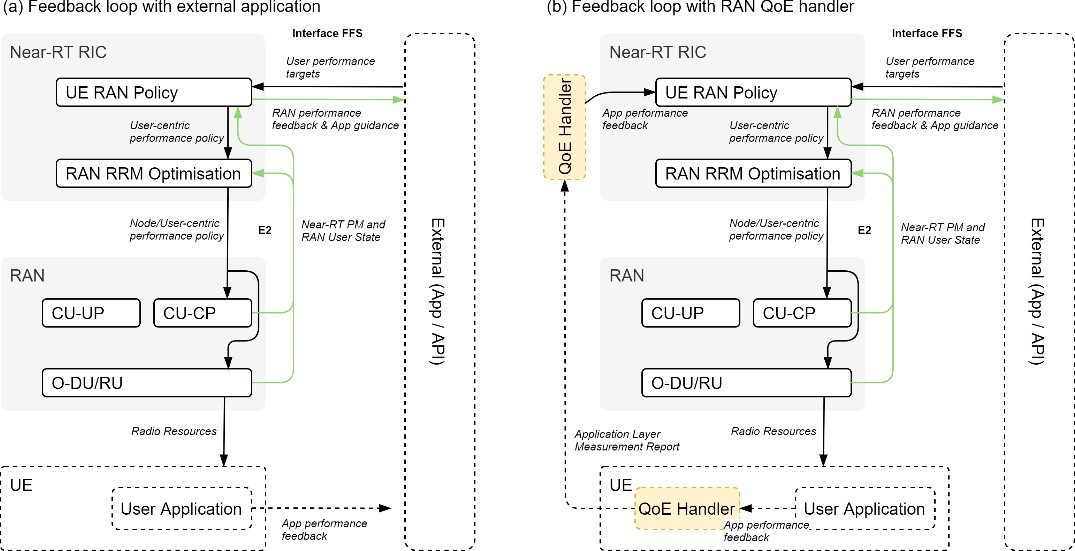 (a) Feedback loop with external application
Interface FFS
Near-RT RIC
User performance
targets
UE RAN Policy
RAN performance
feedback & App guidance
User-centric
performance policy
RAN RRM Optimisation
Node/User-centric
performance policy
E2
Near-RT PM and
RAN User State
External (App / API)
RAN
CU-UP
CU-CP
O-DU/RU
Radio Resources
UE
User Application
App performance
feedback
(b) Feedback loop with RAN QoE handler
Interface FFS
Near-RT RIC
User performance
targets
QoE Handler
UE RAN Policy
App performance
feedback
RAN performance
feedback & App guidance
User-centric
performance policy
RAN RRM Optimisation
Node/User-centric
performance policy
E2
Near-RT PM and
RAN User State
External (App / API)
RAN
CU-UP
CU-CP
O-DU/RU
Application Layer
Measurement Report
Radio Resources
UE
QoE Handler
User Application
App performance
feedback